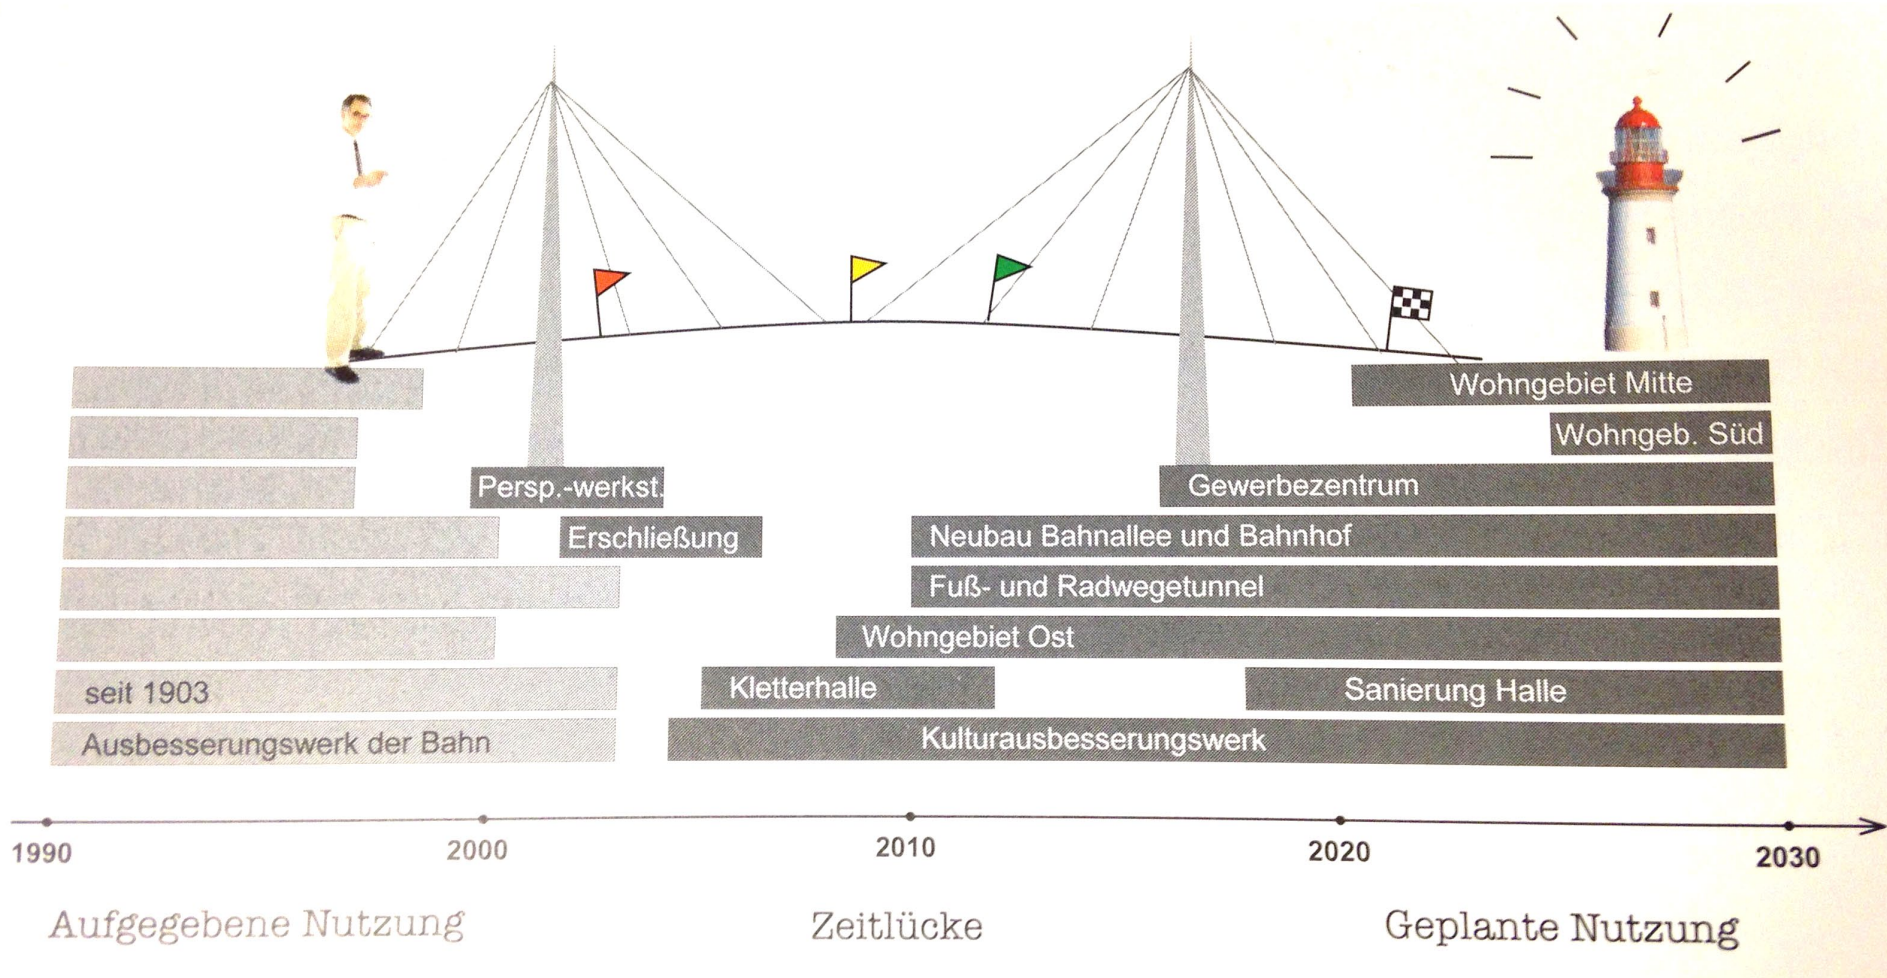 Wohngebiet Mitte
Wohngeb. Süd
Persp.-werkst.
Gewerbezentrum
Erschließung
Neubau Bahnallee und Bahnhof
Fuß- und Radwegetunnel
Wohngebiet Ost
seit 1903
Kletterhalle
Sanierung Halle
Ausbesserungswerk der Bahn
Kulturausbesserungswerk
1990
2000
2010
2020
2030
Aufgegebene Nutzung
Zeitlücke
Geplante Nutzung